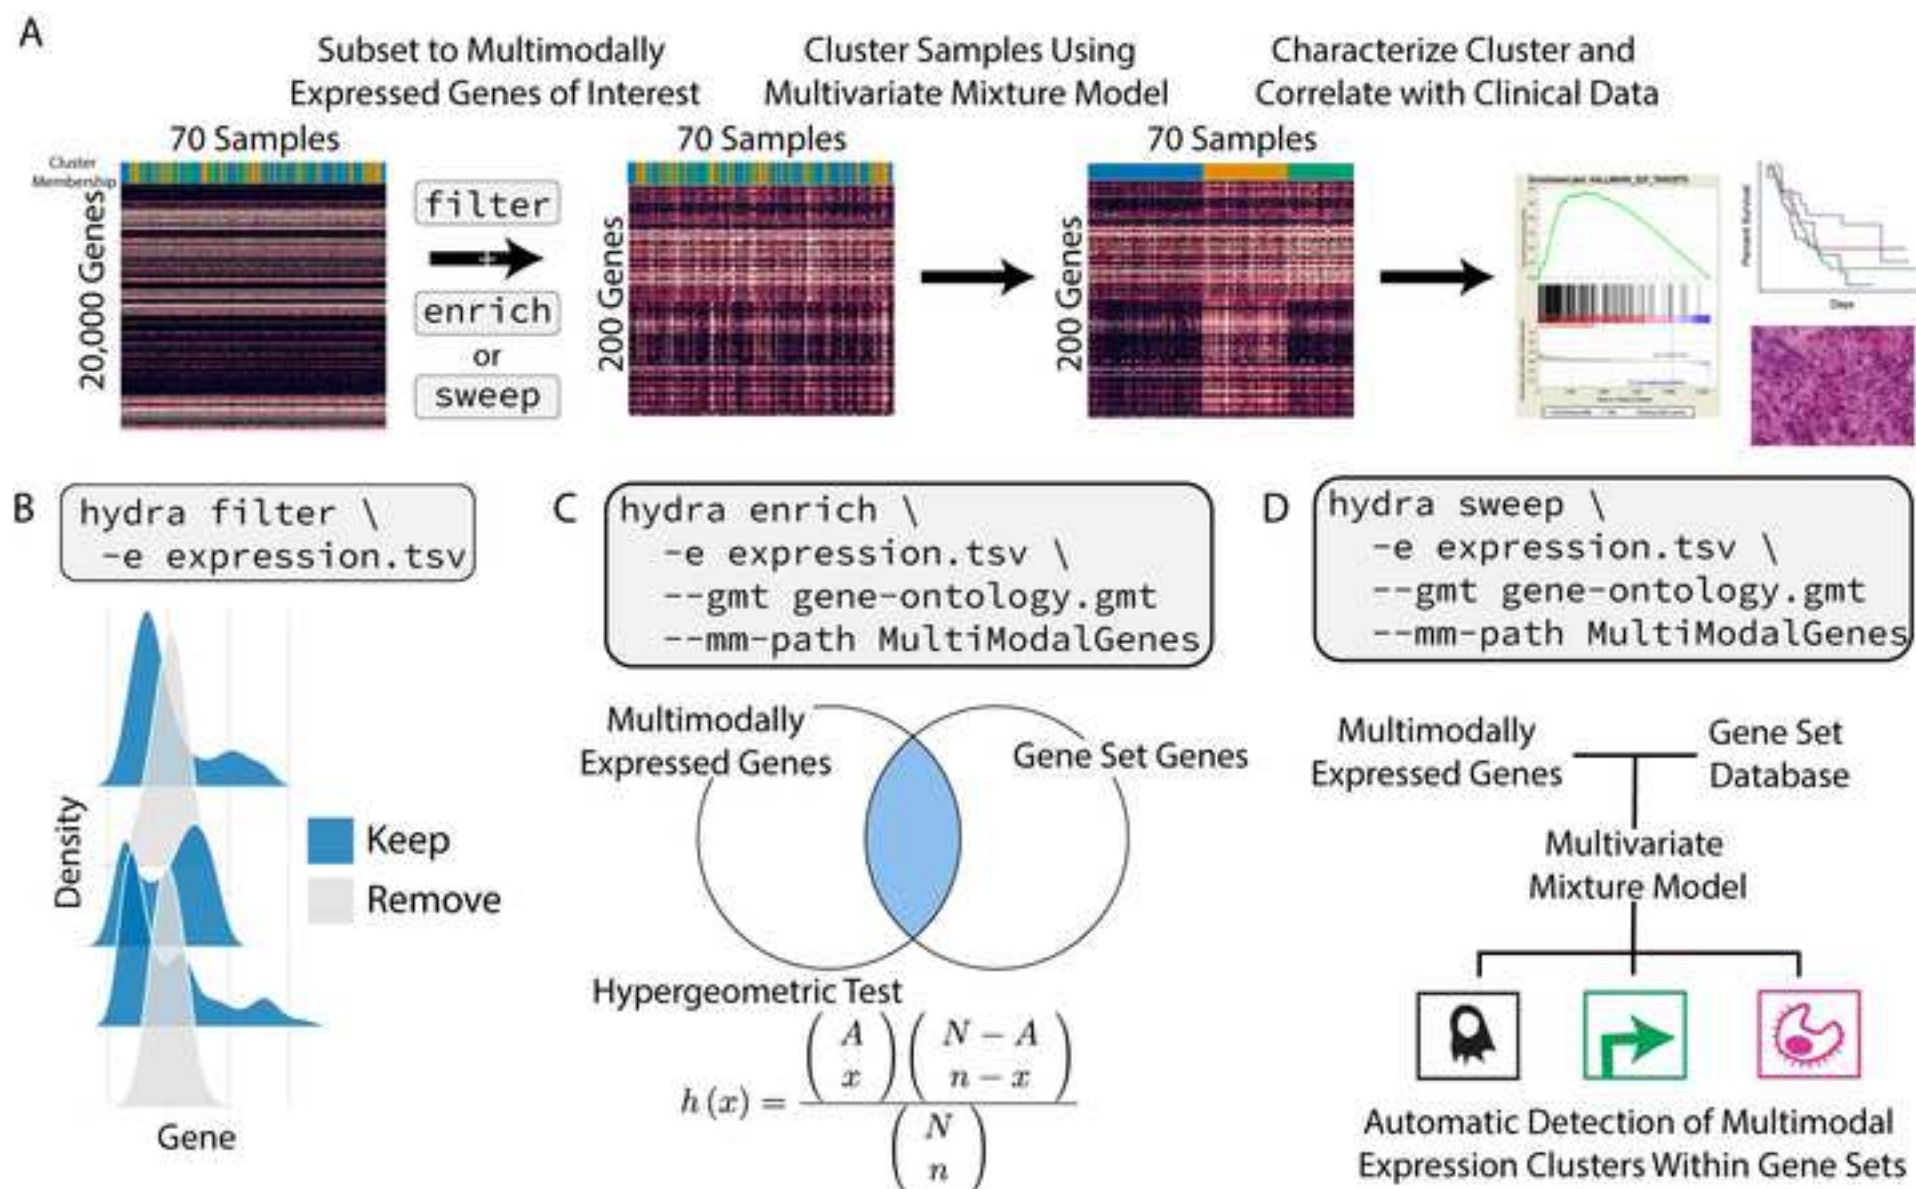 A
Subset to Multimodally
Expressed Genes of Interest
Cluster Samples Using
Multivariate Mixture Model
Characterize Cluster and
Correlate with Clinical Data
70 Samples
70 Samples
70 Samples
Cluster
Membership
20,000 Genes
filter
enrich
or
sweep
200 Genes
200 Genes
Percent Survival
Days
B
hydra filter \
-e expression.tsv
Density
Keep
Remove
Gene
C
hydra enrich \
-e expression.tsv \
--gmt gene-ontology.gmt
--mm-path MultiModalGenes
Multimodally
Expressed Genes
Gene Set Genes
Hypergeometric Test
h (x) = (A x) (N − A n − x) / (N n)
D
hydra sweep \
-e expression.tsv \
--gmt gene-ontology.gmt
--mm-path MultiModalGenes
Multimodally
Expressed Genes
Gene Set
Database
Multivariate
Mixture Model
Automatic Detection of Multimodal
Expression Clusters Within Gene Sets